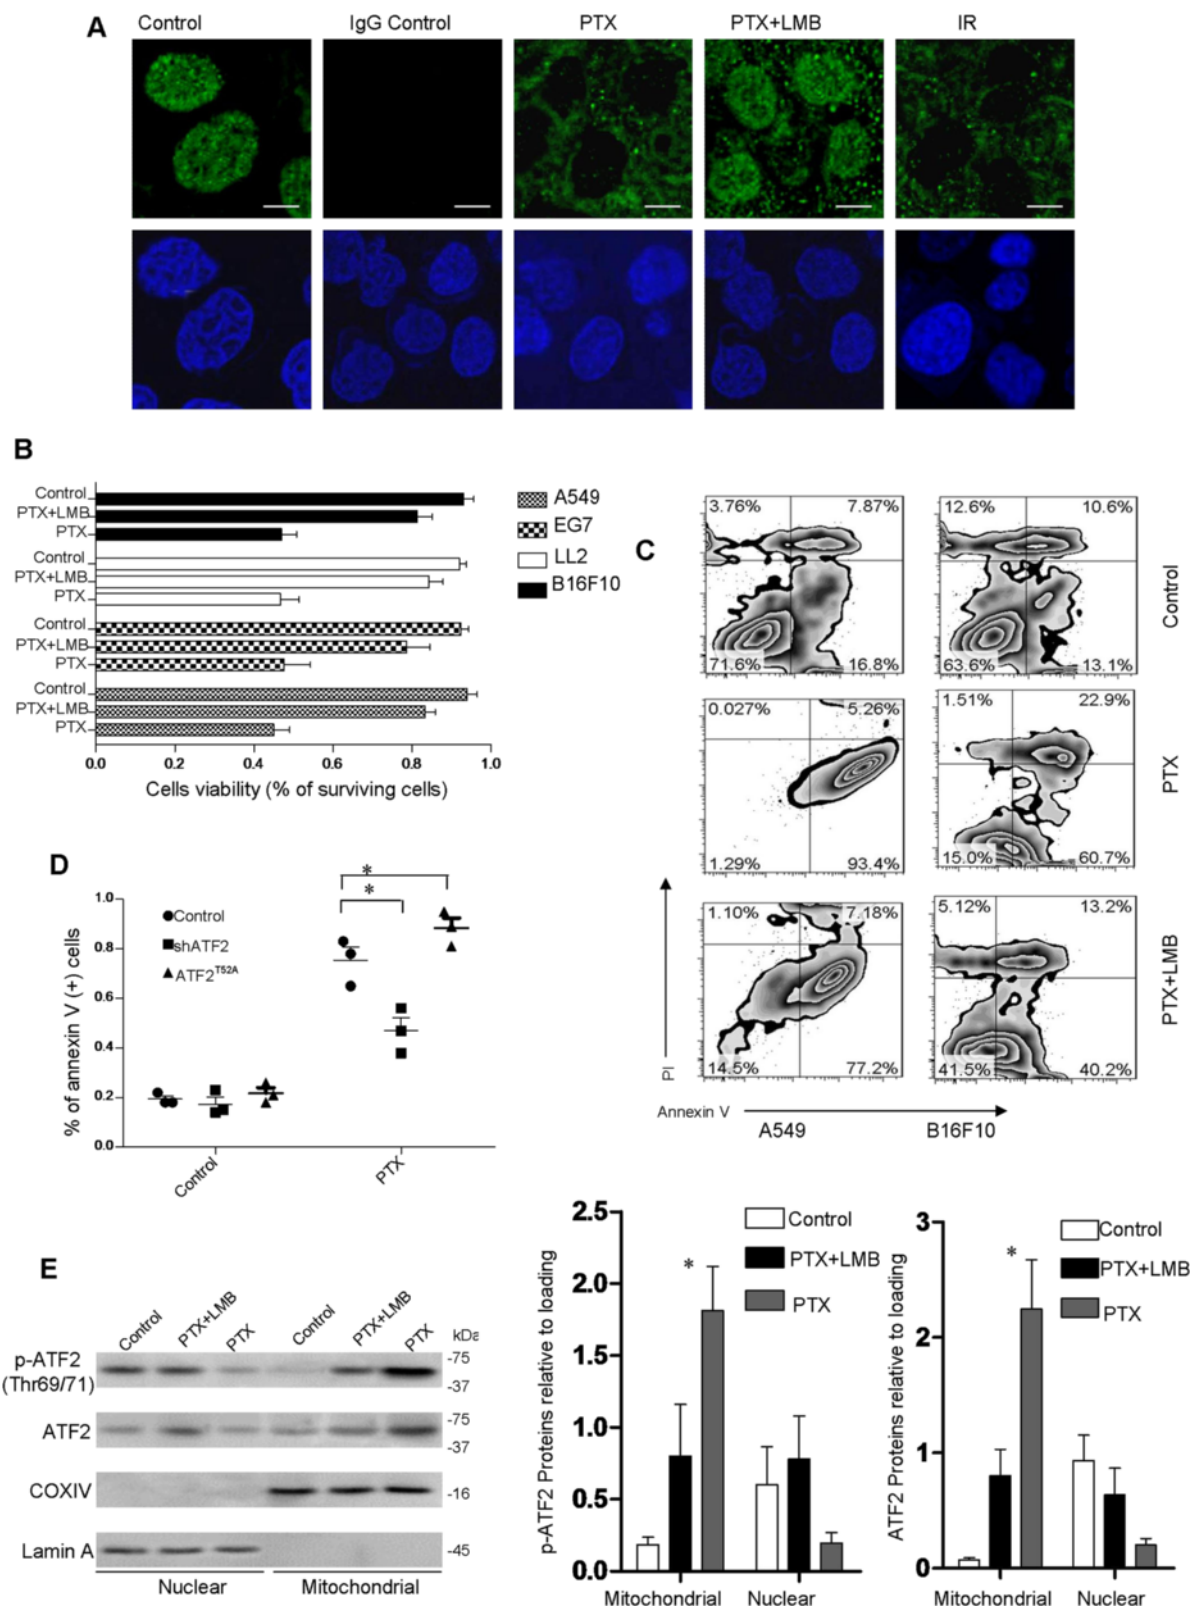 A
Control IgG Control PTX PTX+LMB IR
B
Control
PTX+LMB
PTX
Control
PTX+LMB
PTX
Control
PTX+LMB
PTX
Control
PTX+LMB
PTX
0.0 0.2 0.4 0.6 0.8 1.0
Cells viability (% of surviving cells)
A549
EG7
LL2
B16F10
C
3.76% 7.87%
71.6% 16.8%
12.6% 10.6%
63.6% 13.1%
Control
0.027% 5.26%
1.29% 93.4%
1.51% 22.9%
15.0% 60.7%
PTX
1.10% 7.18%
14.5% 77.2%
5.12% 13.2%
41.5% 40.2%
PTX+LMB
PI
Annexin V
A549 B16F10
D
% of annexin V (+) cells
1.0
0.8
0.6
0.4
0.2
0.0
Control
shATF2
ATF2T52A
*
*
Control PTX
E
Control PTX+LMB PTX Control PTX+LMB PTX
kDa
p-ATF2
(Thr69/71)
-75
-37
ATF2
-75
-37
COXIV
-16
Lamin A
-45
Nuclear Mitochondrial
p-ATF2 Proteins relative to loading
2.5
2.0
1.5
1.0
0.5
0.0
*
Control
PTX+LMB
PTX
Mitochondrial Nuclear
ATF2 Proteins relative to loading
3
2
1
0
*
Control
PTX+LMB
PTX
Mitochondrial Nuclear